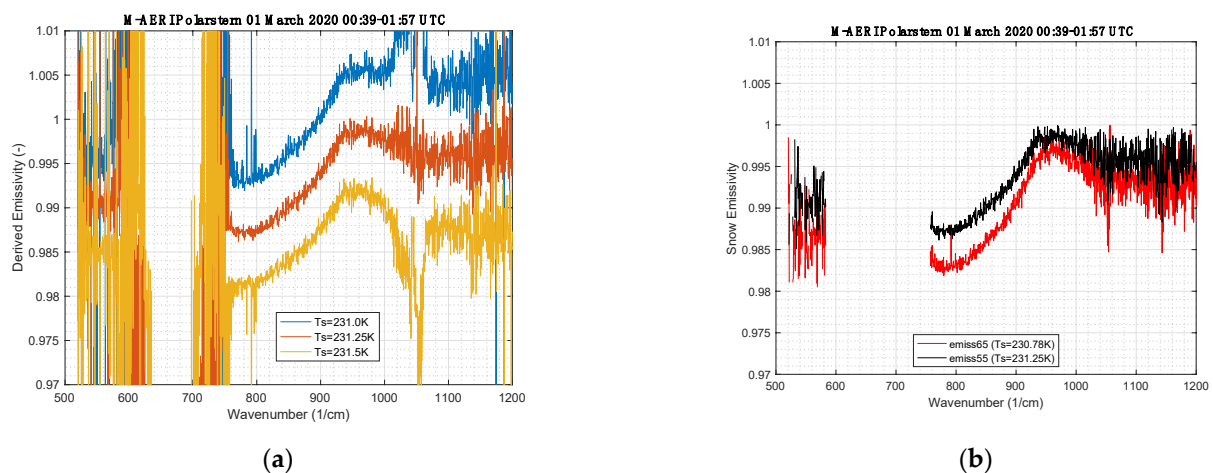 M-AERI Polarstern 01 March 2020 00:39-01:57 UTC
1.01
1.005
1
0.995
0.99
0.985
0.98
0.975
0.97
Derived Emissivity (-)
Ts=231.0K
Ts=231.25K
Ts=231.5K
500 600 700 800 900 1000 1100 1200
Wavenumber (1/cm)
(a)
M-AERI Polarstern 01 March 2020 00:39-01:57 UTC
1.01
1.005
1
0.995
0.99
0.985
0.98
0.975
0.97
Snow Emissivity
emiss65 (Ts=230.78K)
emiss55 (Ts=231.25K)
500 600 700 800 900 1000 1100 1200
Wavenumber (1/cm)
(b)